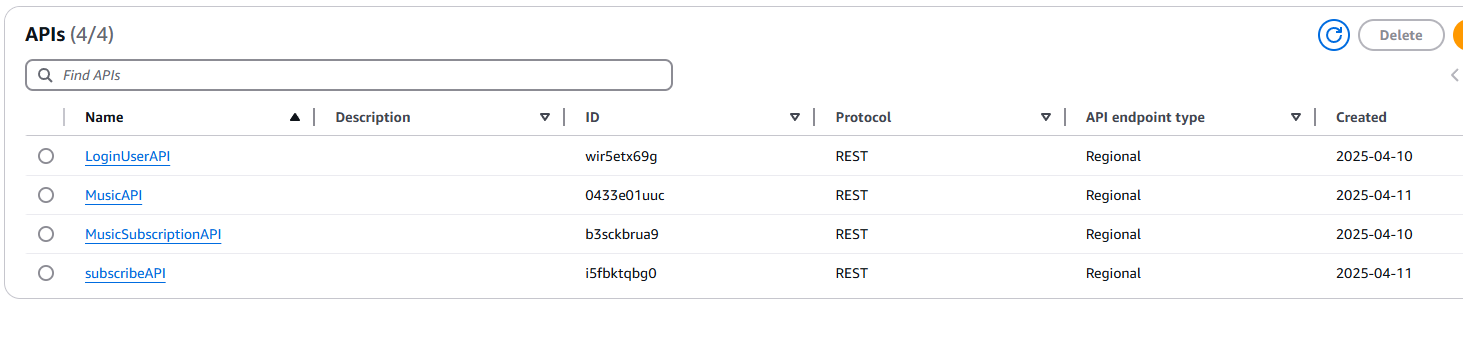 APIs (4/4)
Delete
Find APIs
Name Description ID Protocol API endpoint type Created
LoginUserAPI wir5etx69g REST Regional 2025-04-10
MusicAPI 0433e01uuc REST Regional 2025-04-11
MusicSubscriptionAPI b3sckbrua9 REST Regional 2025-04-10
subscribeAPI i5fbktqbg0 REST Regional 2025-04-11